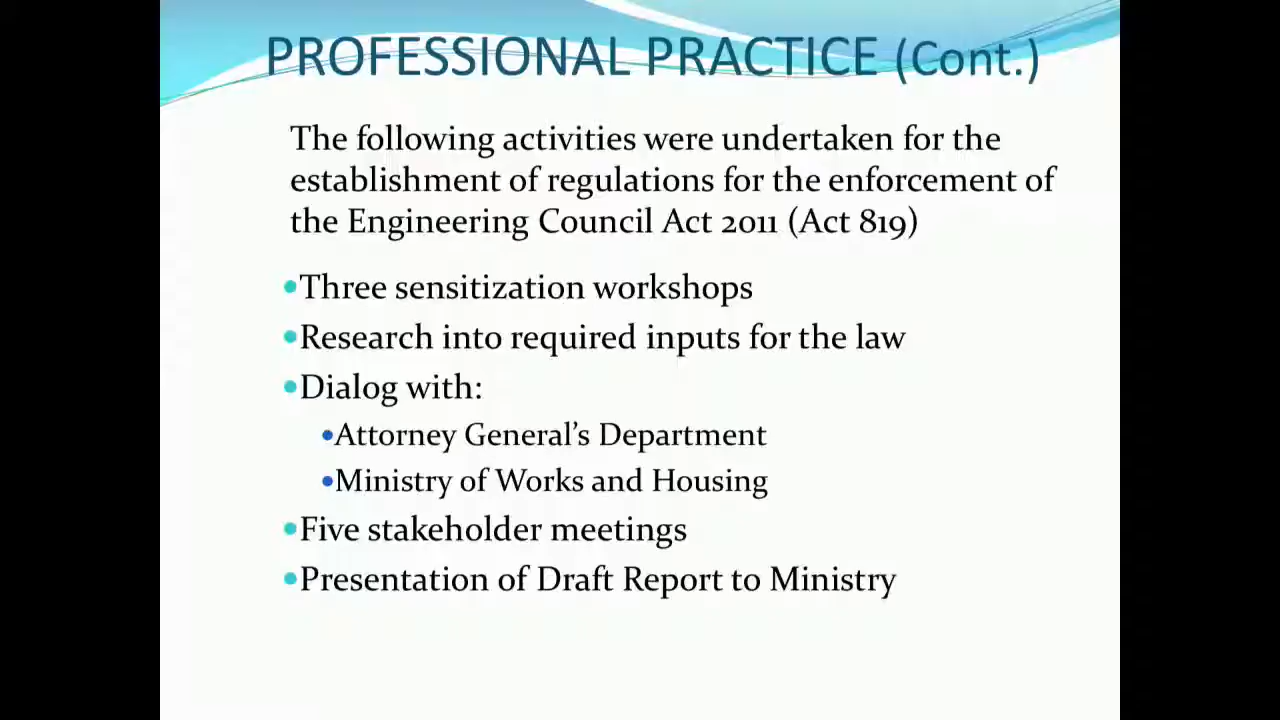 PROFESSIONAL PRACTICE (Cont.)
The following activities were undertaken for the
establishment of regulations for the enforcement of
the Engineering Council Act 2011 (Act 819)
•Three sensitization workshops
•Research into required inputs for the law
•Dialog with:
•Attorney General’s Department
•Ministry of Works and Housing
•Five stakeholder meetings
•Presentation of Draft Report to Ministry